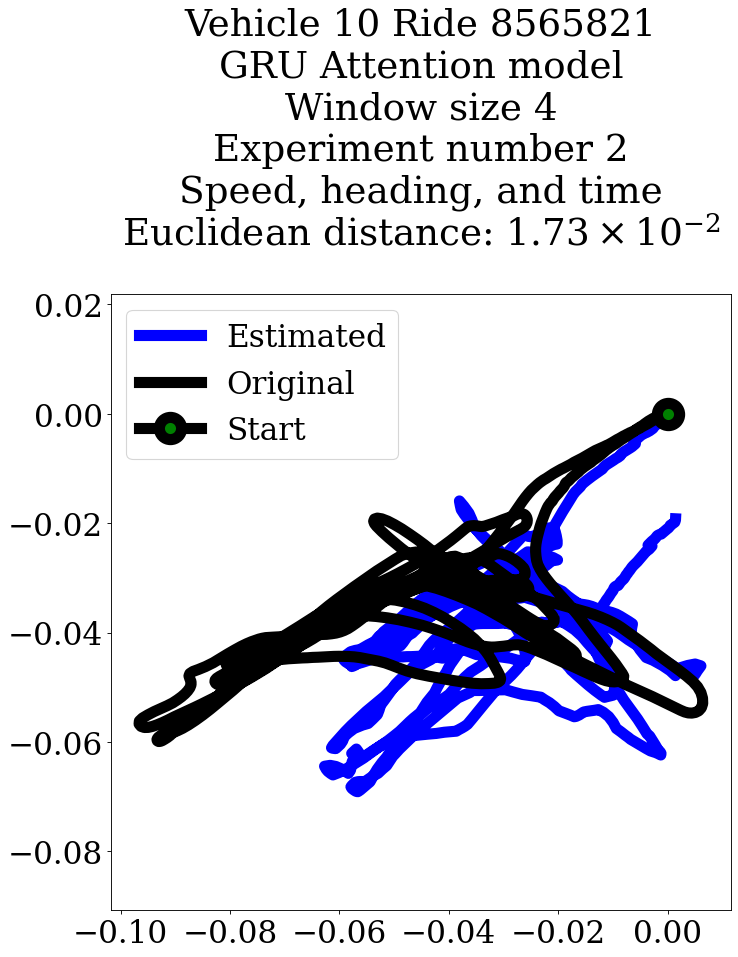 Vehicle 10 Ride 8565821
GRU Attention model
Window size 4
Experiment number 2
Speed, heading, and time
Euclidean distance: 1.73 × 10⁻²
0.02
Estimated
Original
0.00
Start
−0.02
−0.04
−0.06
−0.08
−0.10 −0.08 −0.06 −0.04 −0.02 0.00